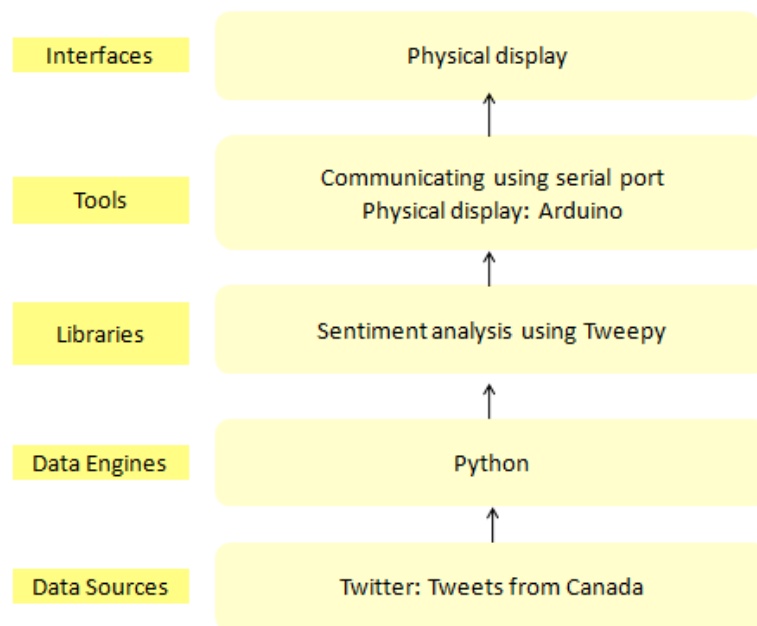 Interfaces
Physical display
Tools
Communicating using serial port
Physical display: Arduino
Libraries
Sentiment analysis using Tweepy
Data Engines
Python
Data Sources
Twitter: Tweets from Canada